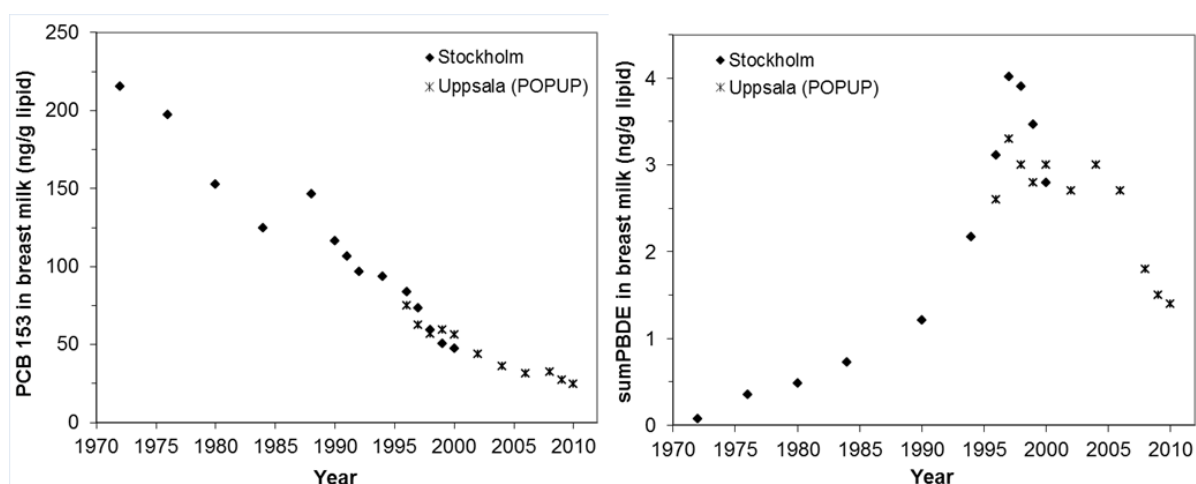 PCB 153 in breast milk (ng/g lipid)
250
200
150
100
50
0
Stockholm
Uppsala (POPUP)
1970 1975 1980 1985 1990 1995 2000 2005 2010
Year
sumPBDE in breast milk (ng/g lipid)
4
3
2
1
0
Stockholm
Uppsala (POPUP)
1970 1975 1980 1985 1990 1995 2000 2005 2010
Year